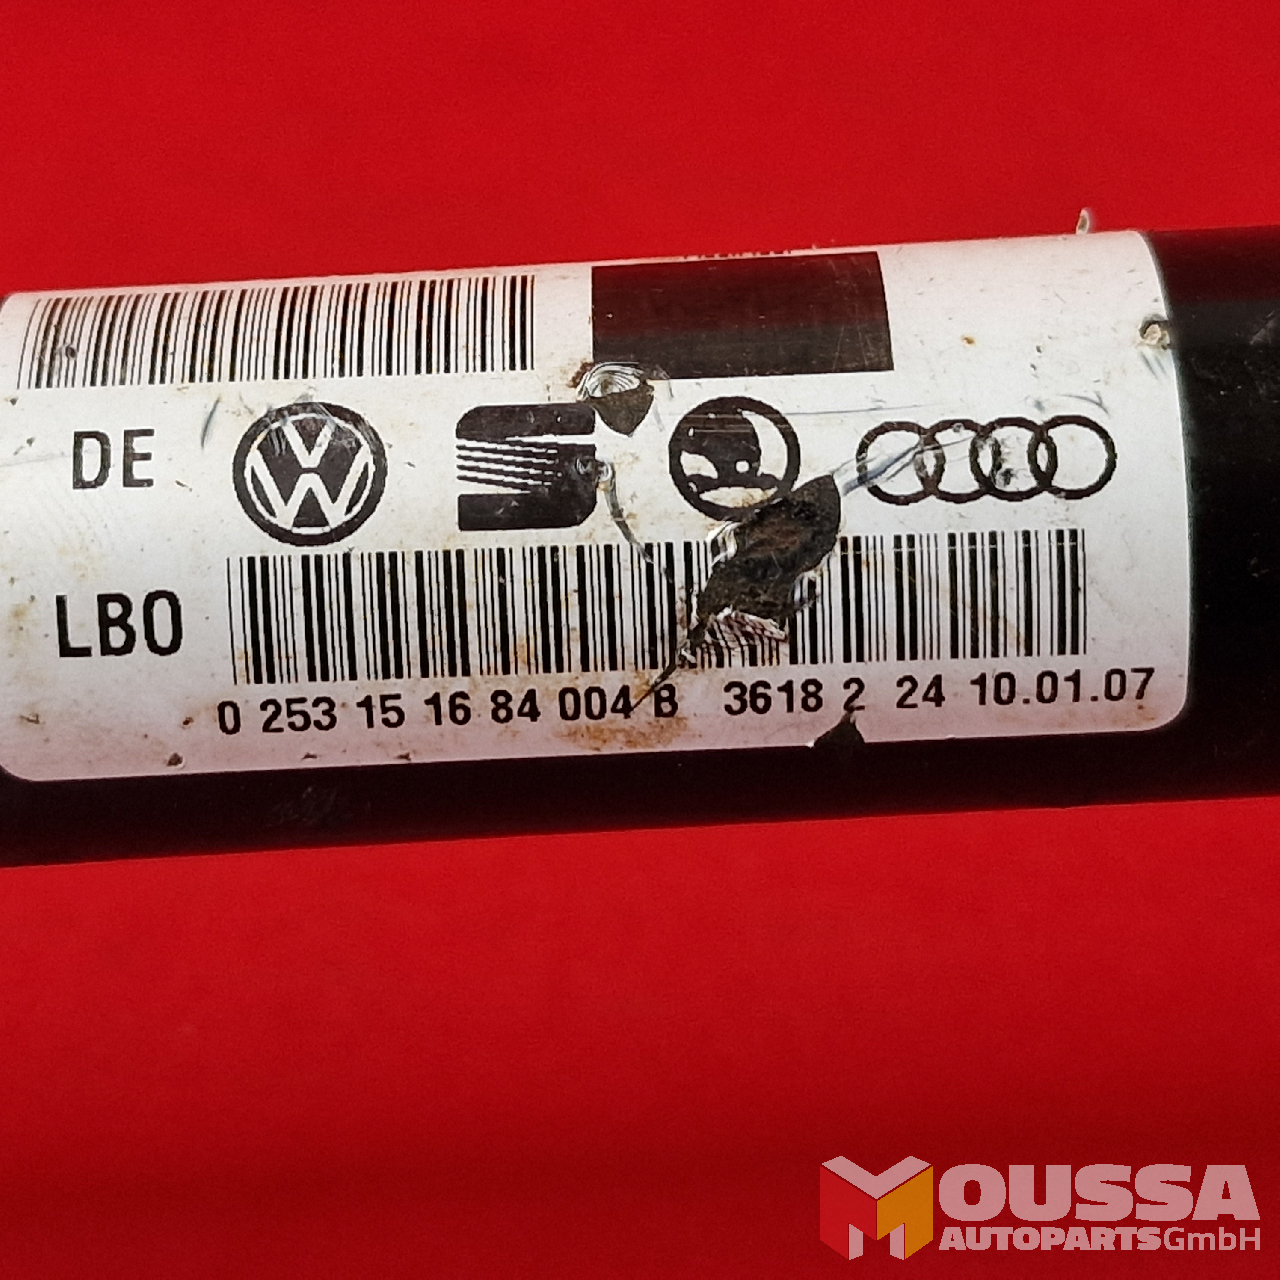 DE
LBO
0 253 15 16 84 004 B 3618 2 24 10.01.07
MOUSSA
AUTOPARTSGmbH